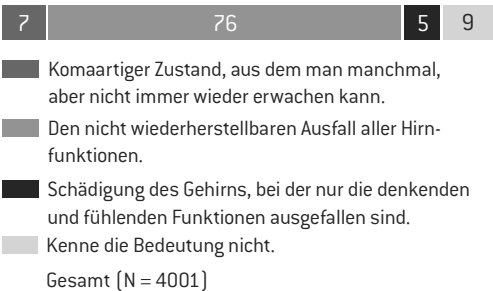 7 76 5 9
Komaartiger Zustand, aus dem man manchmal,
aber nicht immer wieder erwachen kann.
Den nicht wiederherstellbaren Ausfall aller Hirn-
funktionen.
Schädigung des Gehirns, bei der nur die denkenden
und fühlenden Funktionen ausgefallen sind.
Kenne die Bedeutung nicht.
Gesamt (N = 4001)